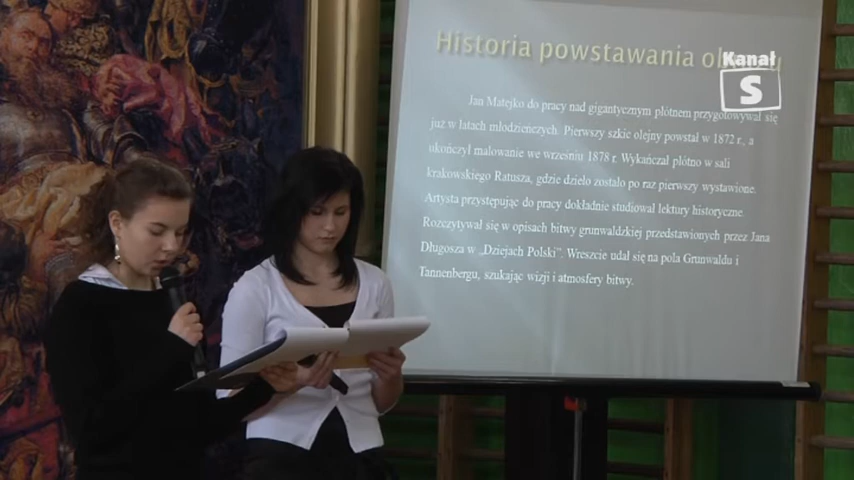 Historia powstawania
Kanał
S
Jan Matejko do pracy nad gigantycznym płótnem przygotowywał się
już w latach młodzieńczych. Pierwszy szkic olejny powstał w 1872 r., a
ukończył malowanie we wrześniu 1878 r. Wykańczał płótno w sali
krakowskiego Ratusza, gdzie dzieło zostało po raz pierwszy wystawione.
Artysta przystępując do pracy dokładnie studiował lektury historyczne.
Rozczytywał się w opisach bitwy grunwaldzkiej przedstawionych przez Jana
Długosza w „Dziejach Polski”. Wreszcie udał się na pola Grunwaldu i
Tannenbergu, szukając wizji i atmosfery bitwy.